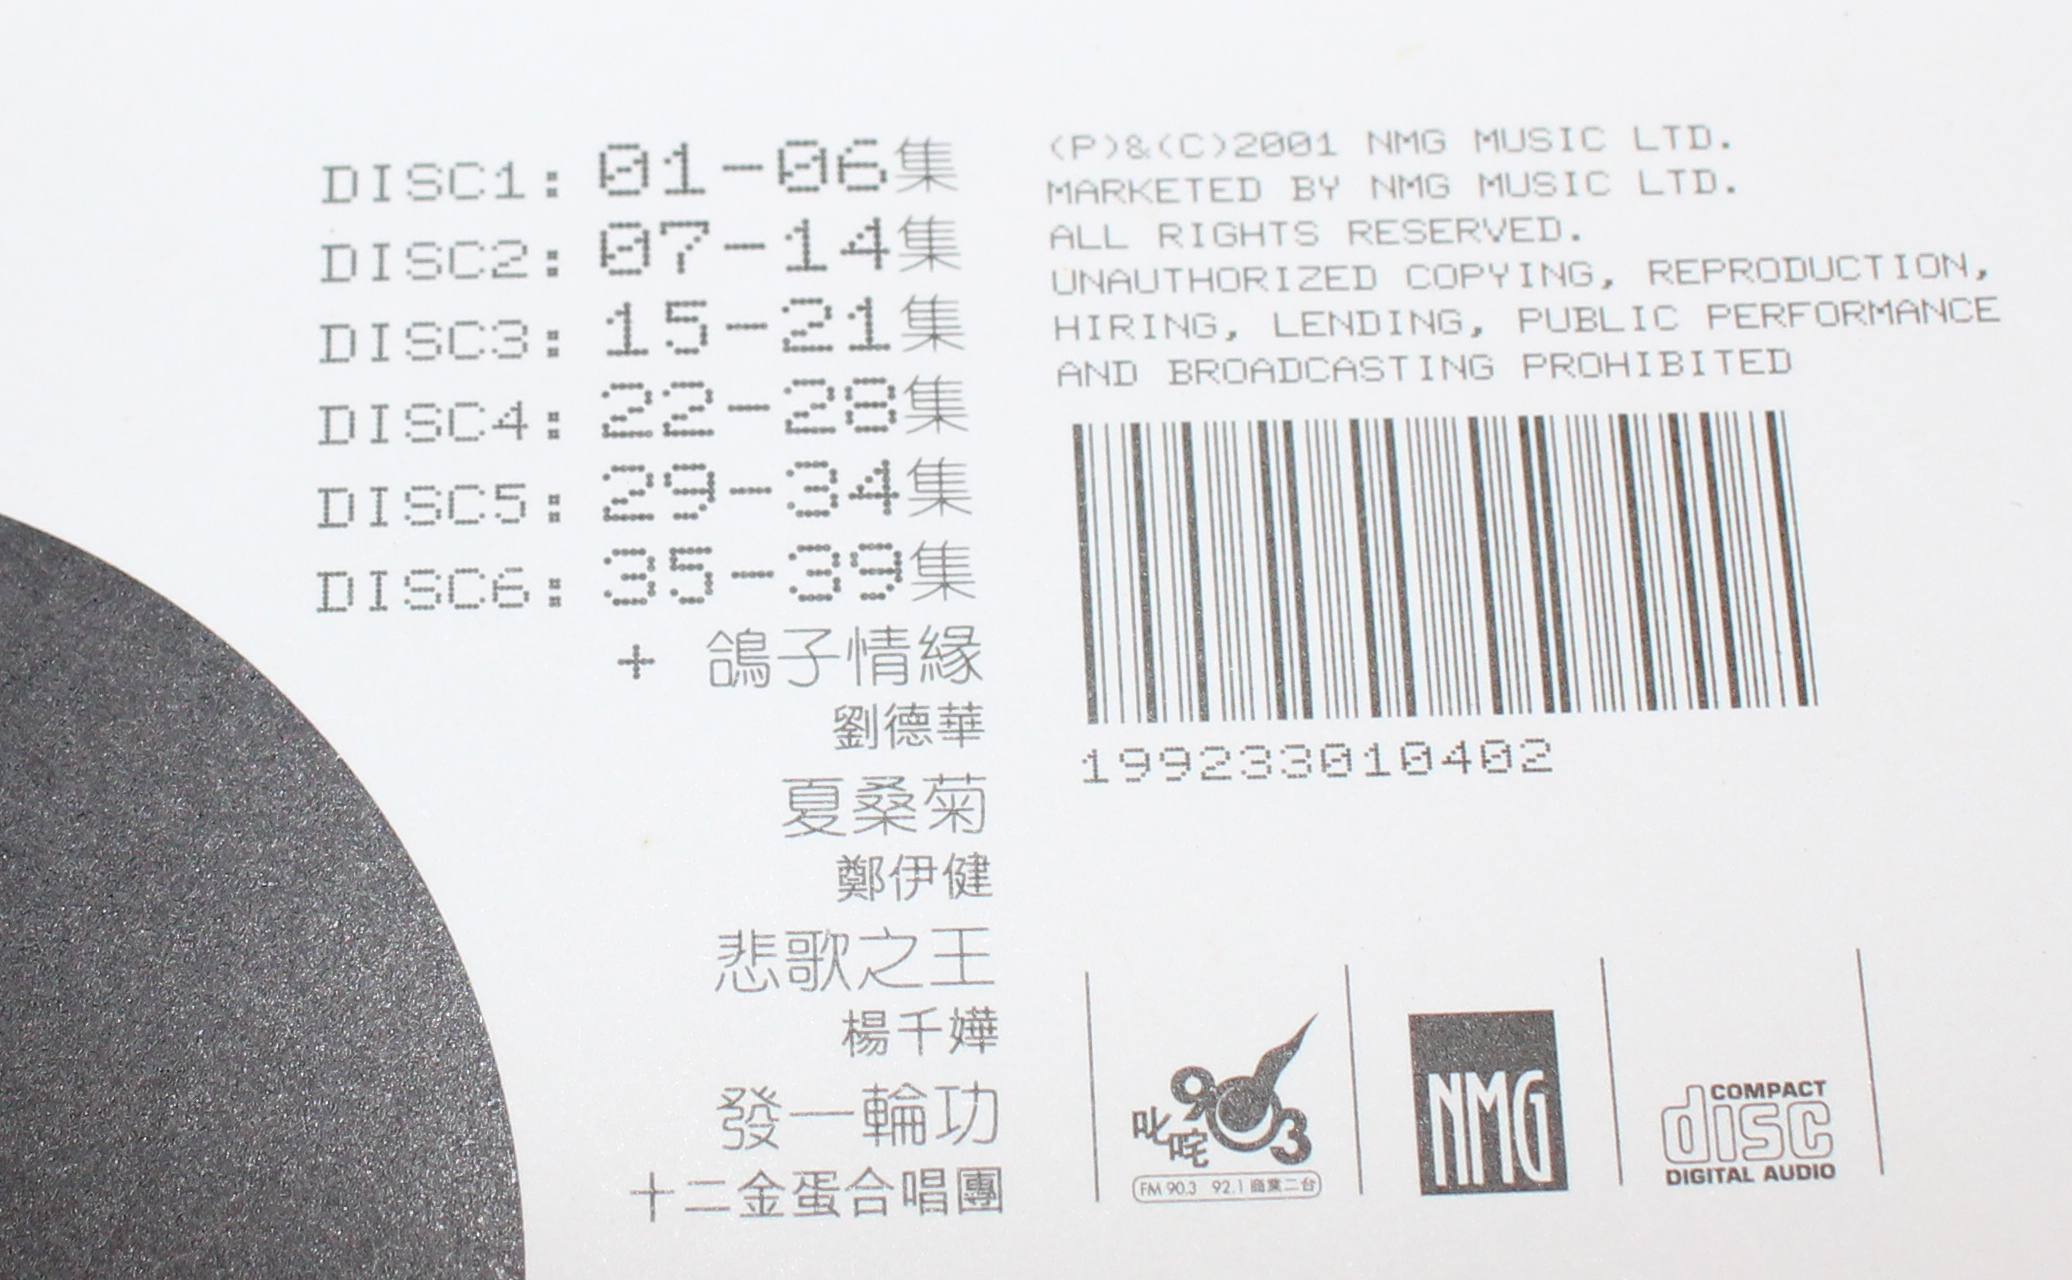 DISC1: 01-06集
DISC2: 07-14集
DISC3: 15-21集
DISC4: 22-28集
DISC5: 29-34集
DISC6: 35-39集
+ 鴿子情緣
劉德華
夏桑菊
鄭伊健
悲歌之王
楊千嬅
發一輪功
十二金蛋合唱團
(P)&(C)2001 NMG MUSIC LTD.
MARKETED BY NMG MUSIC LTD.
ALL RIGHTS RESERVED.
UNAUTHORIZED COPYING, REPRODUCTION,
HIRING, LENDING, PUBLIC PERFORMANCE
AND BROADCASTING PROHIBITED
199233010402
叱咤903
FM 90.3 92.1 商業二台
NMG
COMPACT
disc
DIGITAL AUDIO